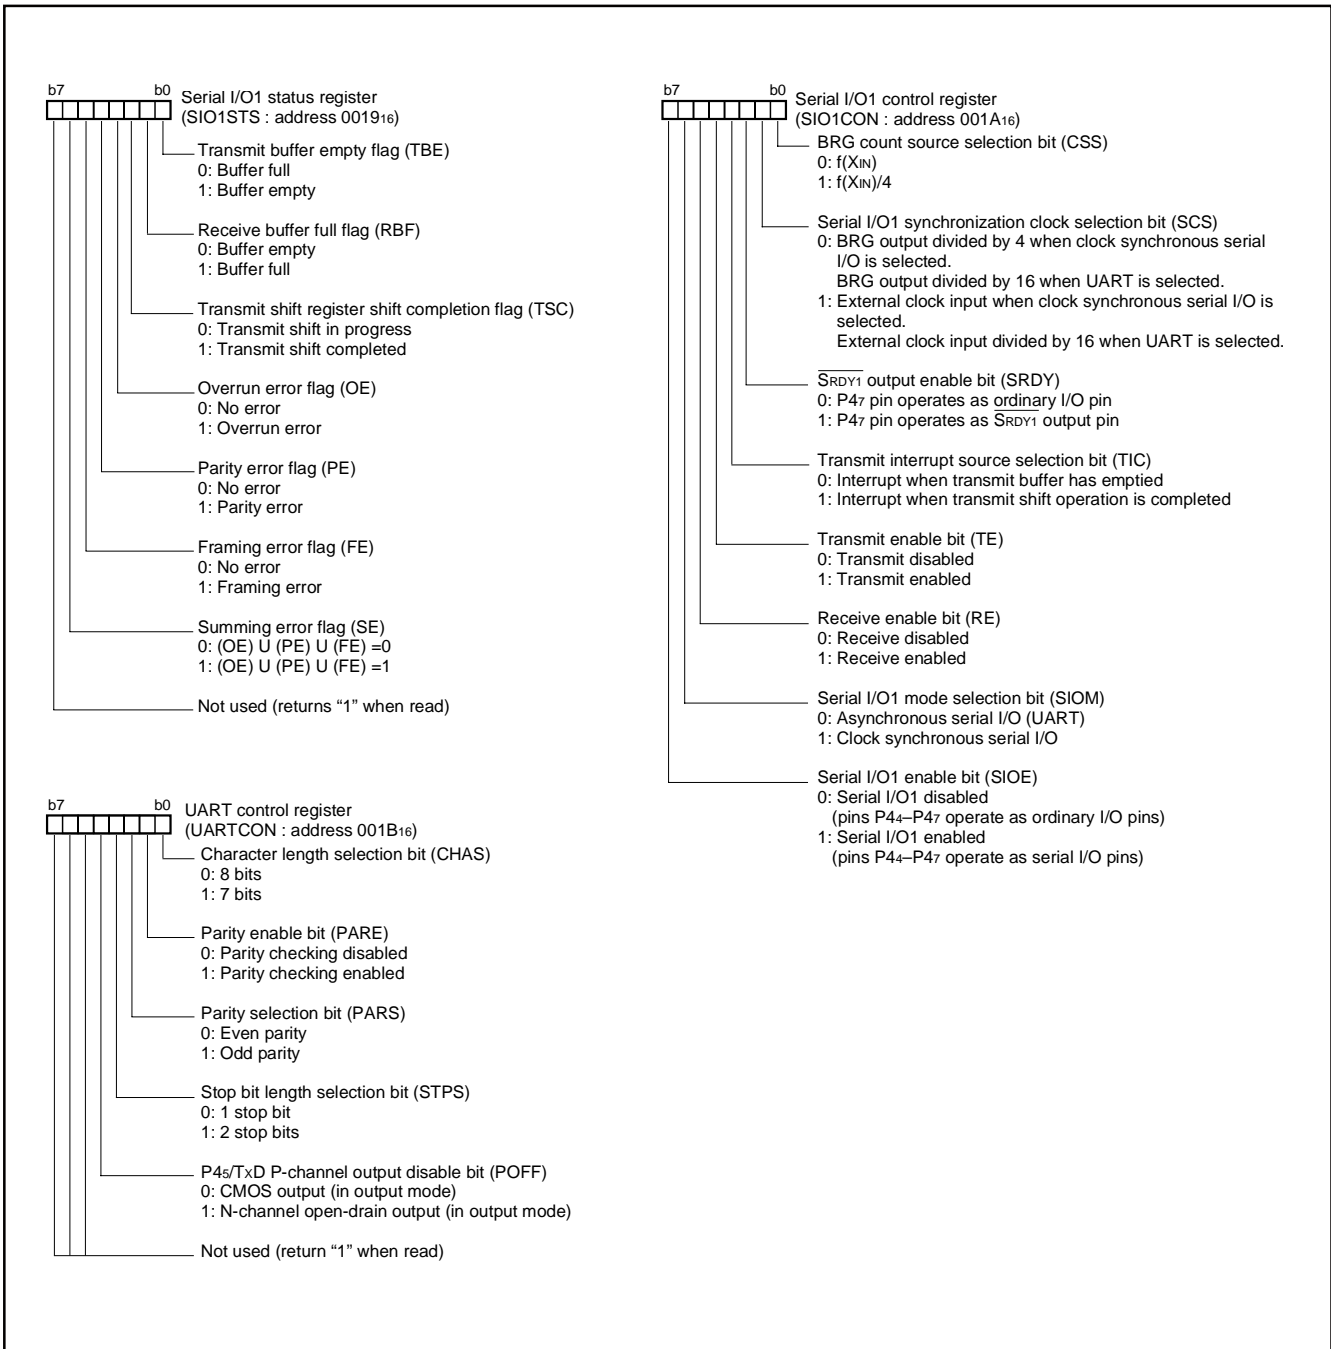 b7 b0 Serial I/O1 status register
(SIO1STS : address 001916)
Transmit buffer empty flag (TBE)
0: Buffer full
1: Buffer empty
Receive buffer full flag (RBF)
0: Buffer empty
1: Buffer full
Transmit shift register shift completion flag (TSC)
0: Transmit shift in progress
1: Transmit shift completed
Overrun error flag (OE)
0: No error
1: Overrun error
Parity error flag (PE)
0: No error
1: Parity error
Framing error flag (FE)
0: No error
1: Framing error
Summing error flag (SE)
0: (OE) U (PE) U (FE) =0
1: (OE) U (PE) U (FE) =1
Not used (returns “1” when read)
b7 b0 UART control register
(UARTCON : address 001B16)
Character length selection bit (CHAS)
0: 8 bits
1: 7 bits
Parity enable bit (PARE)
0: Parity checking disabled
1: Parity checking enabled
Parity selection bit (PARS)
0: Even parity
1: Odd parity
Stop bit length selection bit (STPS)
0: 1 stop bit
1: 2 stop bits
P45/TxD P-channel output disable bit (POFF)
0: CMOS output (in output mode)
1: N-channel open-drain output (in output mode)
Not used (return “1” when read)
b7 b0 Serial I/O1 control register
(SIO1CON : address 001A16)
BRG count source selection bit (CSS)
0: f(XIN)
1: f(XIN)/4
Serial I/O1 synchronization clock selection bit (SCS)
0: BRG output divided by 4 when clock synchronous serial
I/O is selected.
BRG output divided by 16 when UART is selected.
1: External clock input when clock synchronous serial I/O is
selected.
External clock input divided by 16 when UART is selected.
SRDY1 output enable bit (SRDY)
0: P47 pin operates as ordinary I/O pin
1: P47 pin operates as SRDY1 output pin
Transmit interrupt source selection bit (TIC)
0: Interrupt when transmit buffer has emptied
1: Interrupt when transmit shift operation is completed
Transmit enable bit (TE)
0: Transmit disabled
1: Transmit enabled
Receive enable bit (RE)
0: Receive disabled
1: Receive enabled
Serial I/O1 mode selection bit (SIOM)
0: Asynchronous serial I/O (UART)
1: Clock synchronous serial I/O
Serial I/O1 enable bit (SIOE)
0: Serial I/O1 disabled
(pins P44–P47 operate as ordinary I/O pins)
1: Serial I/O1 enabled
(pins P44–P47 operate as serial I/O pins)